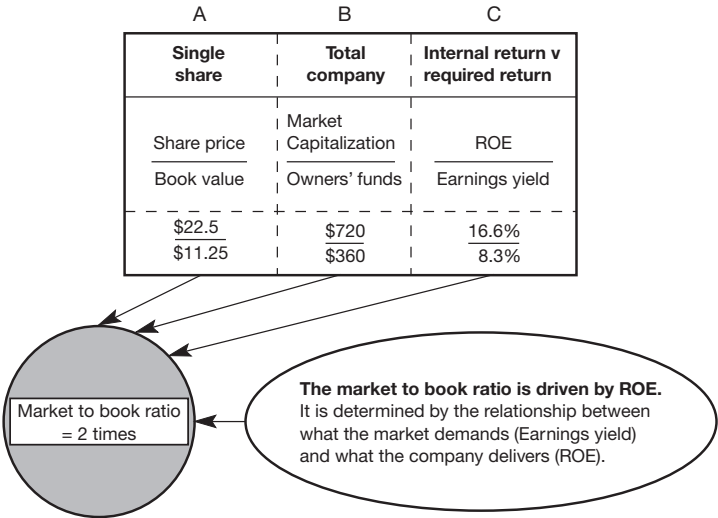 A B C
Single share
Total company
Internal return v required return
Share price
Book value
Market Capitalization
Owners' funds
ROE
Earnings yield
$22.5
$11.25
$720
$360
16.6%
8.3%
Market to book ratio
= 2 times
The market to book ratio is driven by ROE.
It is determined by the relationship between
what the market demands (Earnings yield)
and what the company delivers (ROE).